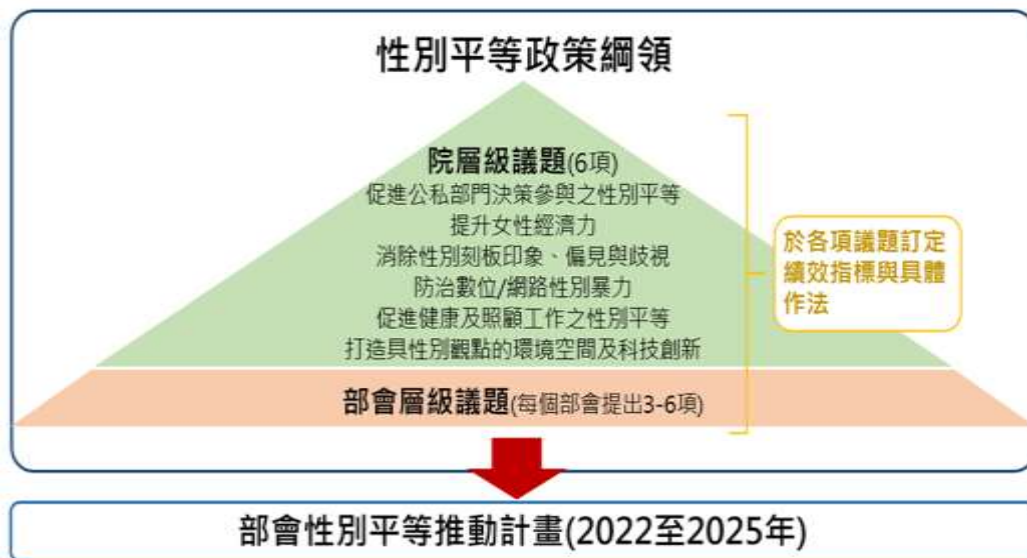 性別平等政策綱領
院層級議題(6項)
促進公私部門決策參與之性別平等
提升女性經濟力
消除性別刻板印象、偏見與歧視
防治數位/網路性別暴力
促進健康及照顧工作之性別平等
打造具性別觀點的環境空間及科技創新
部會層級議題(每個部會提出3-6項)
於各項議題訂定
績效指標與具體
作法
部會性別平等推動計畫(2022至2025年)